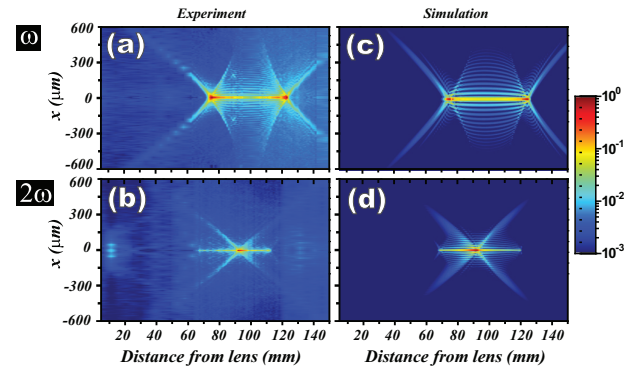 Experiment Simulation
ω (a) (c)
600
300
0
-300
-600
x (μm)
10⁰
10⁻¹
10⁻²
10⁻³
2ω (b) (d)
600
300
0
-300
-600
x (μm)
20 40 60 80 100 120 140 20 40 60 80 100 120 140
Distance from lens (mm) Distance from lens (mm)